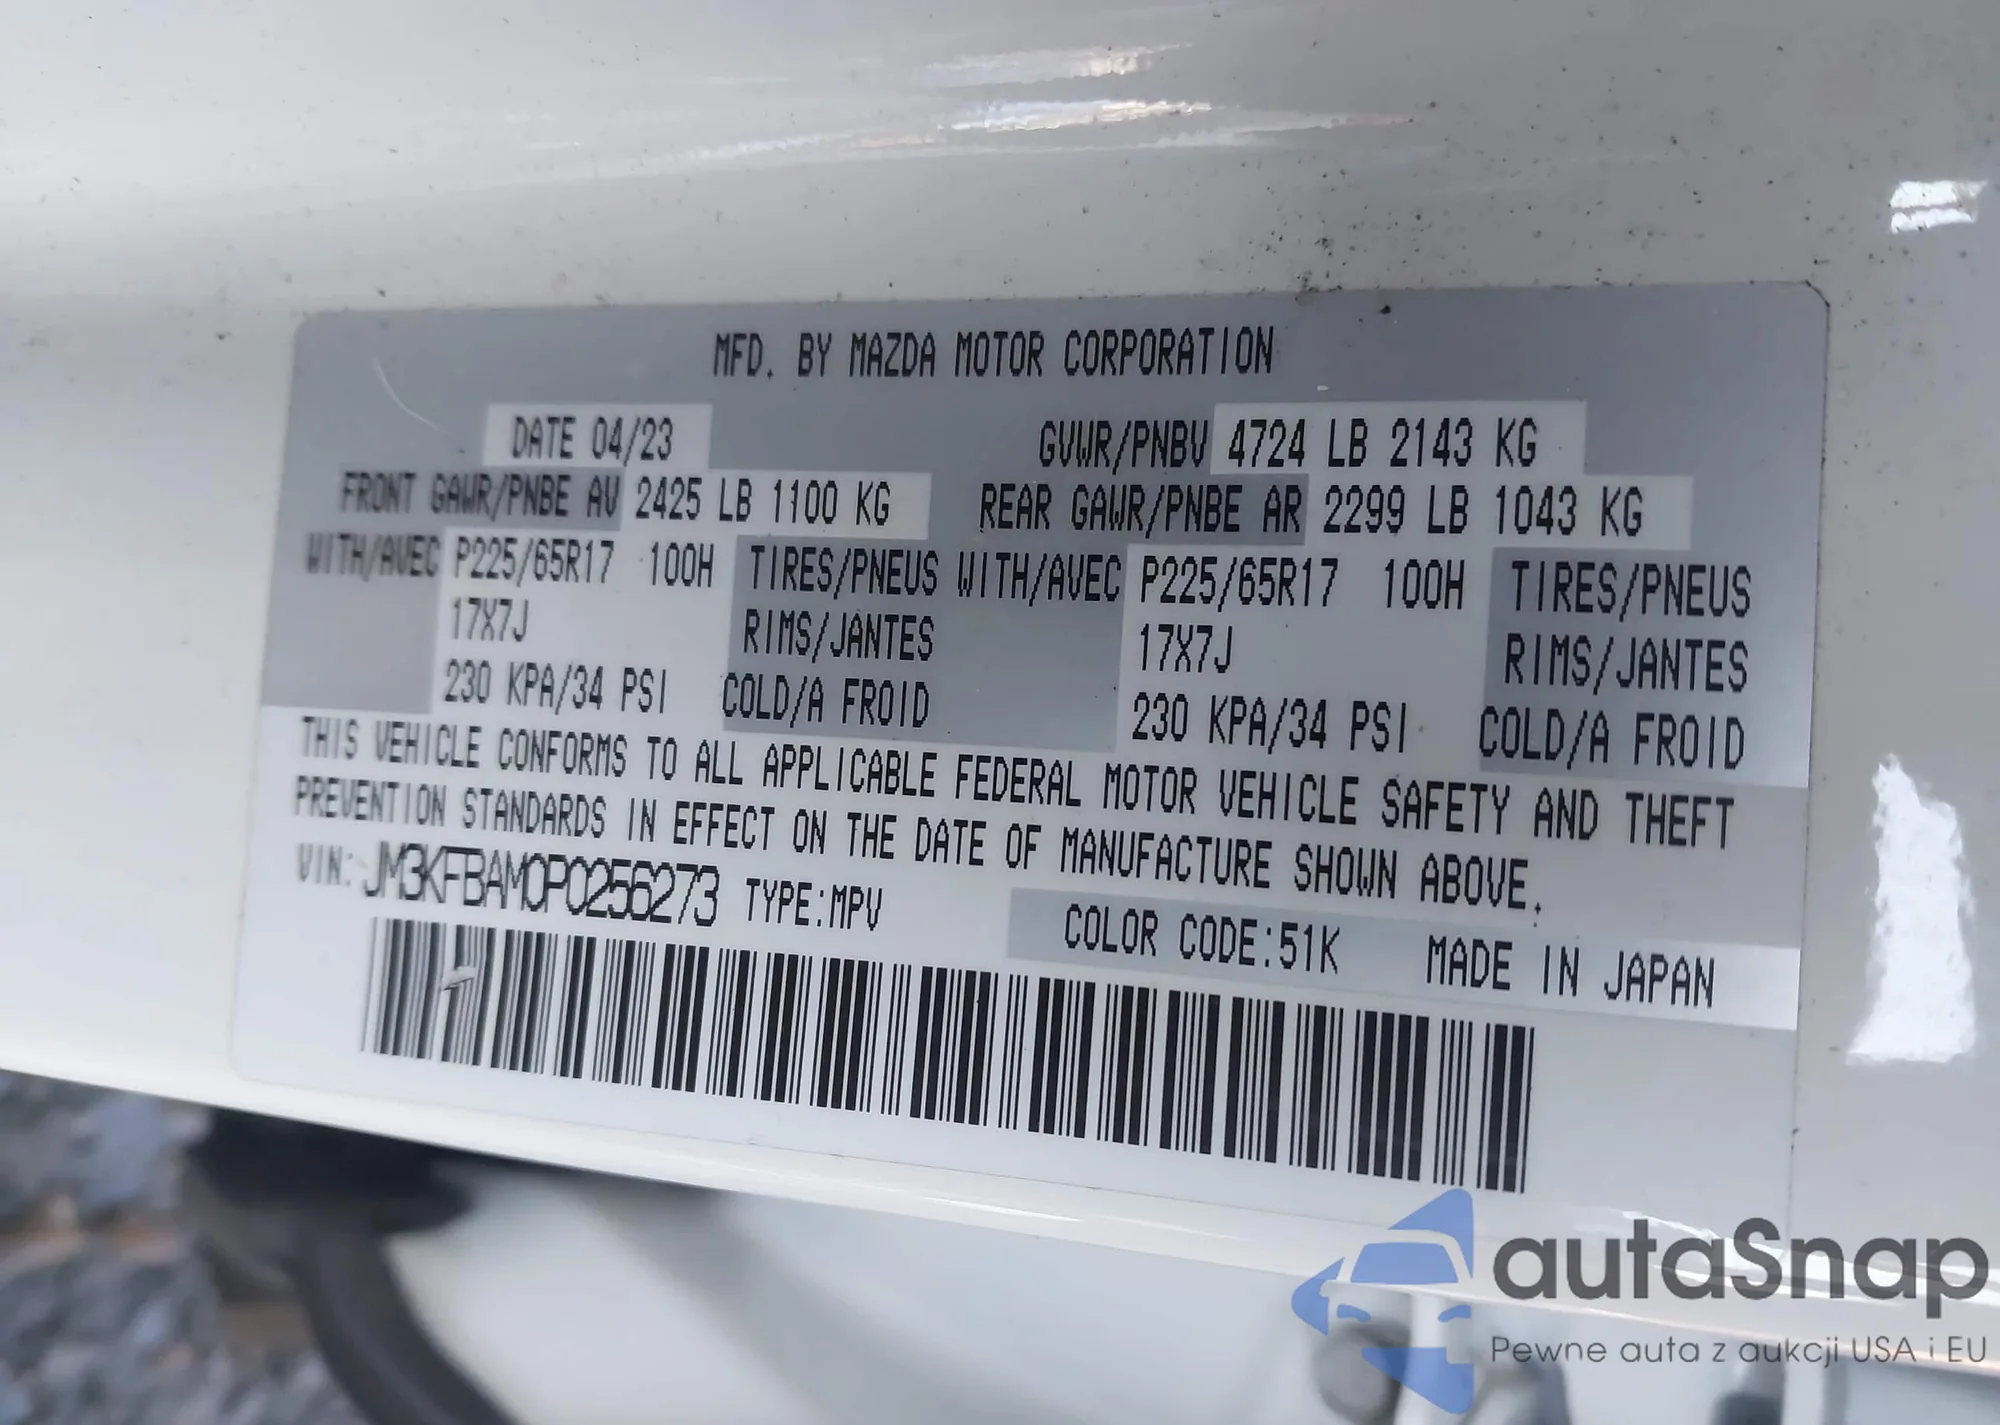 MFD. BY MAZDA MOTOR CORPORATION
DATE 04/23 GVWR/PNBV 4724 LB 2143 KG
FRONT GAWR/PNBE AV 2425 LB 1100 KG REAR GAWR/PNBE AR 2299 LB 1043 KG
WITH/AVEC P225/65R17 100H TIRES/PNEUS WITH/AVEC P225/65R17 100H TIRES/PNEUS
17X7J RIMS/JANTES 17X7J RIMS/JANTES
230 KPA/34 PSI COLD/A FROID 230 KPA/34 PSI COLD/A FROID
THIS VEHICLE CONFORMS TO ALL APPLICABLE FEDERAL MOTOR VEHICLE SAFETY AND THEFT
PREVENTION STANDARDS IN EFFECT ON THE DATE OF MANUFACTURE SHOWN ABOVE.
VIN: JM3KFBAM0P0256273 TYPE:MPV COLOR CODE:51K MADE IN JAPAN
autaSnap
Pewne auta z aukcji USA i EU